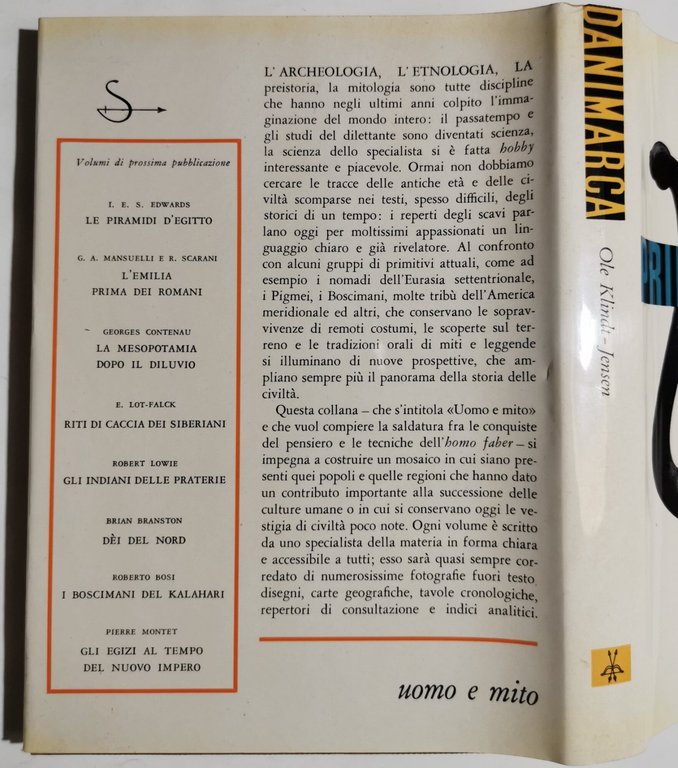 Volumi di prossima pubblicazione
I. E. S. EDWARDS
LE PIRAMIDI D'EGITTO
G. A. MANSUELLI E R. SCARANI
L'EMILIA
PRIMA DEI ROMANI
GEORGES CONTENAU
LA MESOPOTAMIA
DOPO IL DILUVIO
E. LOT-FALCK
RITI DI CACCIA DEI SIBERIANI
ROBERT LOWIE
GLI INDIANI DELLE PRATERIE
BRIAN BRANSTON
DÈI DEL NORD
ROBERTO BOSI
I BOSCIMANI DEL KALAHARI
PIERRE MONTET
GLI EGIZI AL TEMPO
DEL NUOVO IMPERO
L'ARCHEOLOGIA, L'ETNOLOGIA, LA
preistoria, la mitologia sono tutte discipline
che hanno negli ultimi anni colpito l'imma-
ginazione del mondo intero: il passatempo e
gli studi del dilettante sono diventati scienza,
la scienza dello specialista si è fatta hobby
interessante e piacevole. Ormai non dobbiamo
cercare le tracce delle antiche età e delle ci-
viltà scomparse nei testi, spesso difficili, degli
storici di un tempo: i reperti degli scavi par-
lano oggi per moltissimi appassionati un lin-
guaggio chiaro e già rivelatore. Al confronto
con alcuni gruppi di primitivi attuali, come ad
esempio i nomadi dell'Eurasia settentrionale,
i Pigmei, i Boscimani, molte tribù dell'America
meridionale ed altri, che conservano le soprav-
vivenze di remoti costumi, le scoperte sul ter-
reno e le tradizioni orali di miti e leggende
si illuminano di nuove prospettive, che am-
pliano sempre più il panorama della storia delle
civiltà.
Questa collana – che s'intitola «Uomo e mito»
e che vuol compiere la saldatura fra le conquiste
del pensiero e le tecniche dell'homo faber – si
impegna a costruire un mosaico in cui siano pre-
senti quei popoli e quelle regioni che hanno dato
un contributo importante alla successione delle
culture umane o in cui si conservano oggi le ve-
stigia di civiltà poco note. Ogni volume è scritto
da uno specialista della materia in forma chiara
e accessibile a tutti; esso sarà quasi sempre cor-
redato di numerosissime fotografie fuori testo,
disegni, carte geografiche, tavole cronologiche,
repertori di consultazione e indici analitici.
uomo e mito
DANIMARCA
Ole Klindt-Jensen
PRI